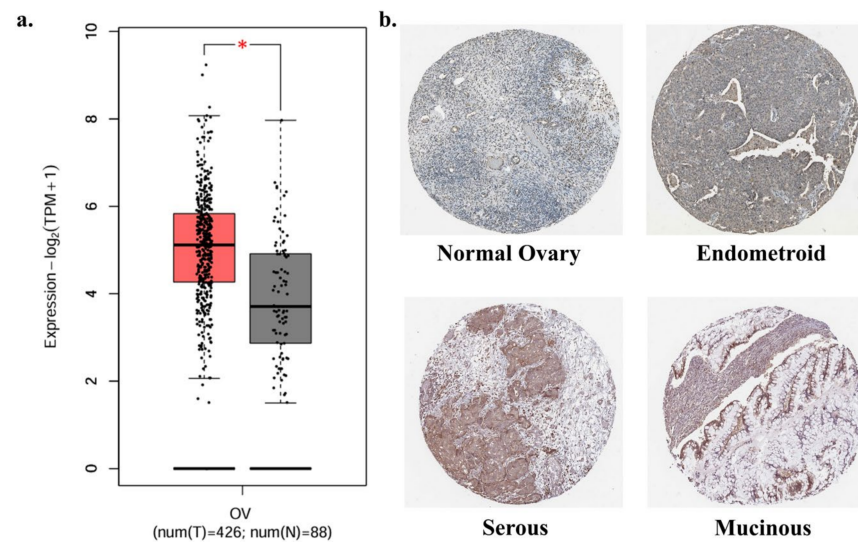 a.
b.
*
Expression – log₂(TPM + 1)
10
8
6
4
2
0
OV
(num(T)=426; num(N)=88)
Normal Ovary
Endometroid
Serous
Mucinous